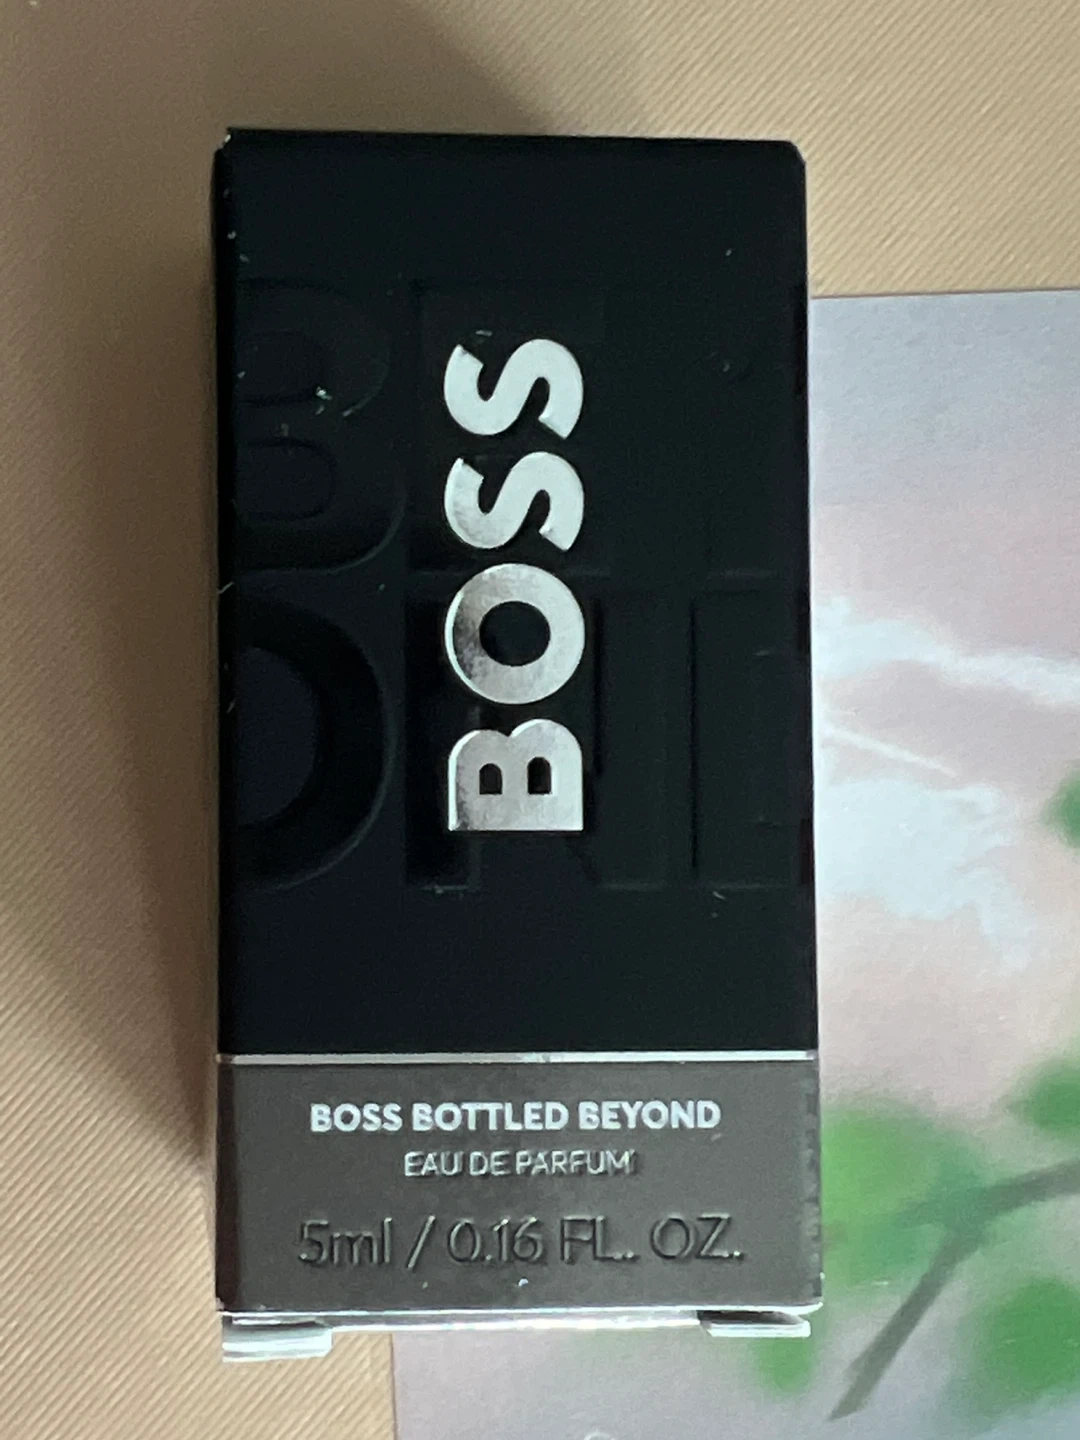 BOSS
BOSS BOTTLED BEYOND
EAU DE PARFUM
5ml / 0.16 FL. OZ.